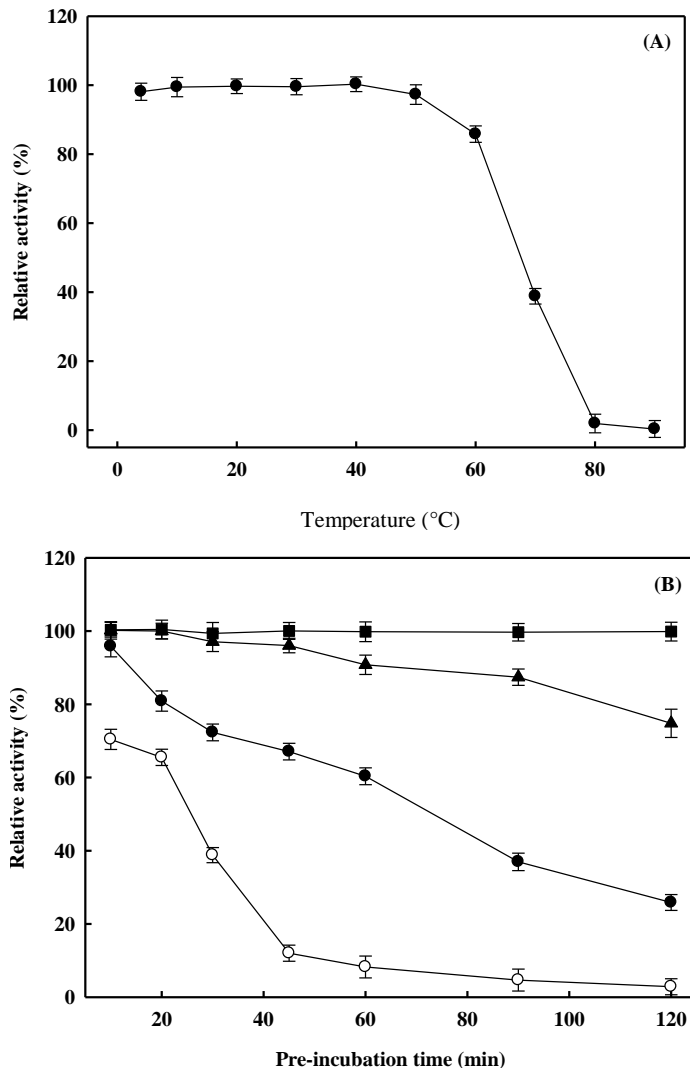 (A)
120
100
80
60
40
20
0
Relative activity (%)
0 20 40 60 80
Temperature (°C)
(B)
120
100
80
60
40
20
0
Relative activity (%)
20 40 60 80 100 120
Pre-incubation time (min)